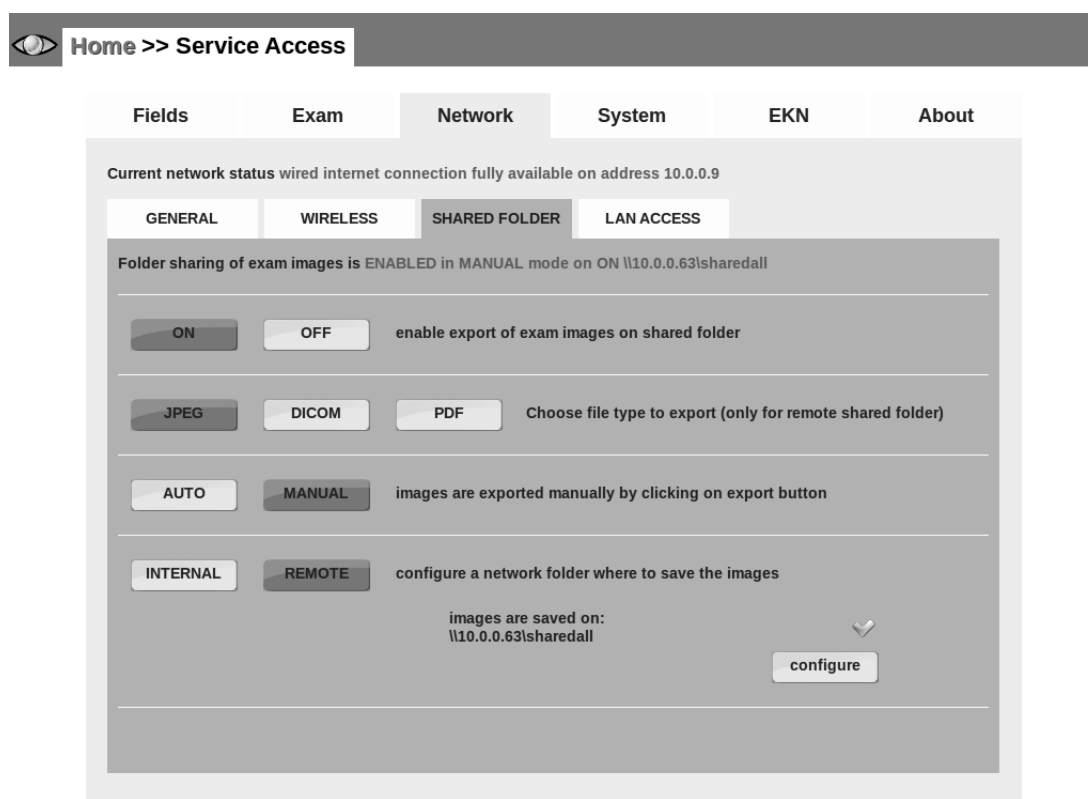 Home >> Service Access
Fields Exam Network System EKN About
Current network status wired internet connection fully available on address 10.0.0.9
GENERAL WIRELESS SHARED FOLDER LAN ACCESS
Folder sharing of exam images is ENABLED in MANUAL mode on ON \\10.0.0.63\sharedall
ON OFF enable export of exam images on shared folder
JPEG DICOM PDF Choose file type to export (only for remote shared folder)
AUTO MANUAL images are exported manually by clicking on export button
INTERNAL REMOTE configure a network folder where to save the images
images are saved on:
\\10.0.0.63\sharedall
configure